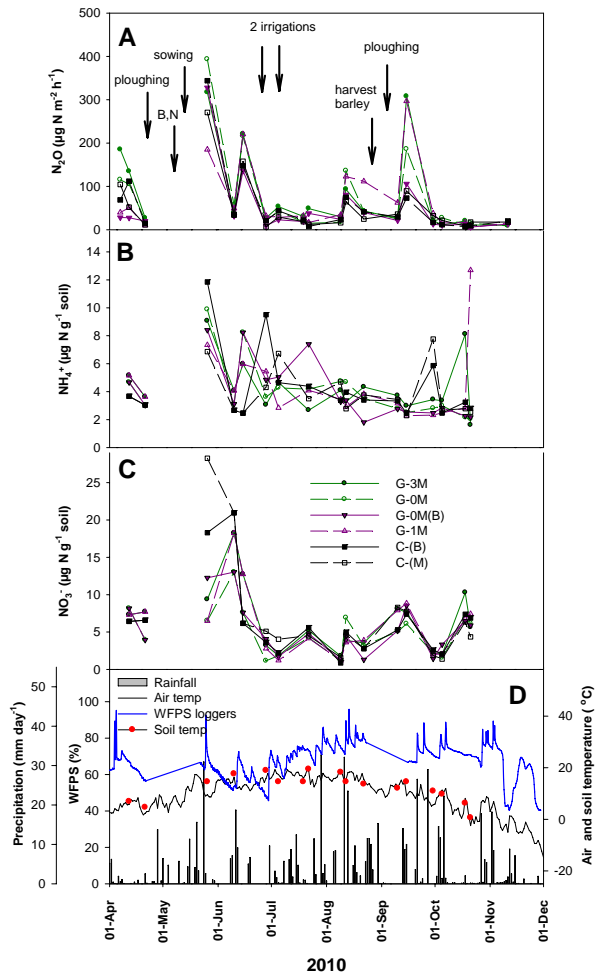 A
500
400
300
200
100
0
N₂O (µg N m⁻² h⁻¹)
ploughing
B,N
sowing
2 irrigations
harvest
barley
ploughing
B
14
12
10
8
6
4
2
0
NH₄⁺ (µg N g⁻¹ soil)
C
25
20
15
10
5
0
NO₃⁻ (µg N g⁻¹ soil)
G-3M
G-0M
G-0M(B)
G-1M
C-(B)
C-(M)
D
Rainfall
Air temp
WFPS loggers
Soil temp
50
40
30
20
10
0
Precipitation (mm day⁻¹)
100
80
60
40
20
0
WFPS (%)
40
20
0
-20
Air and soil temperature ( °C)
01-Apr
01-May
01-Jun
01-Jul
01-Aug
01-Sep
01-Oct
01-Nov
01-Dec
2010